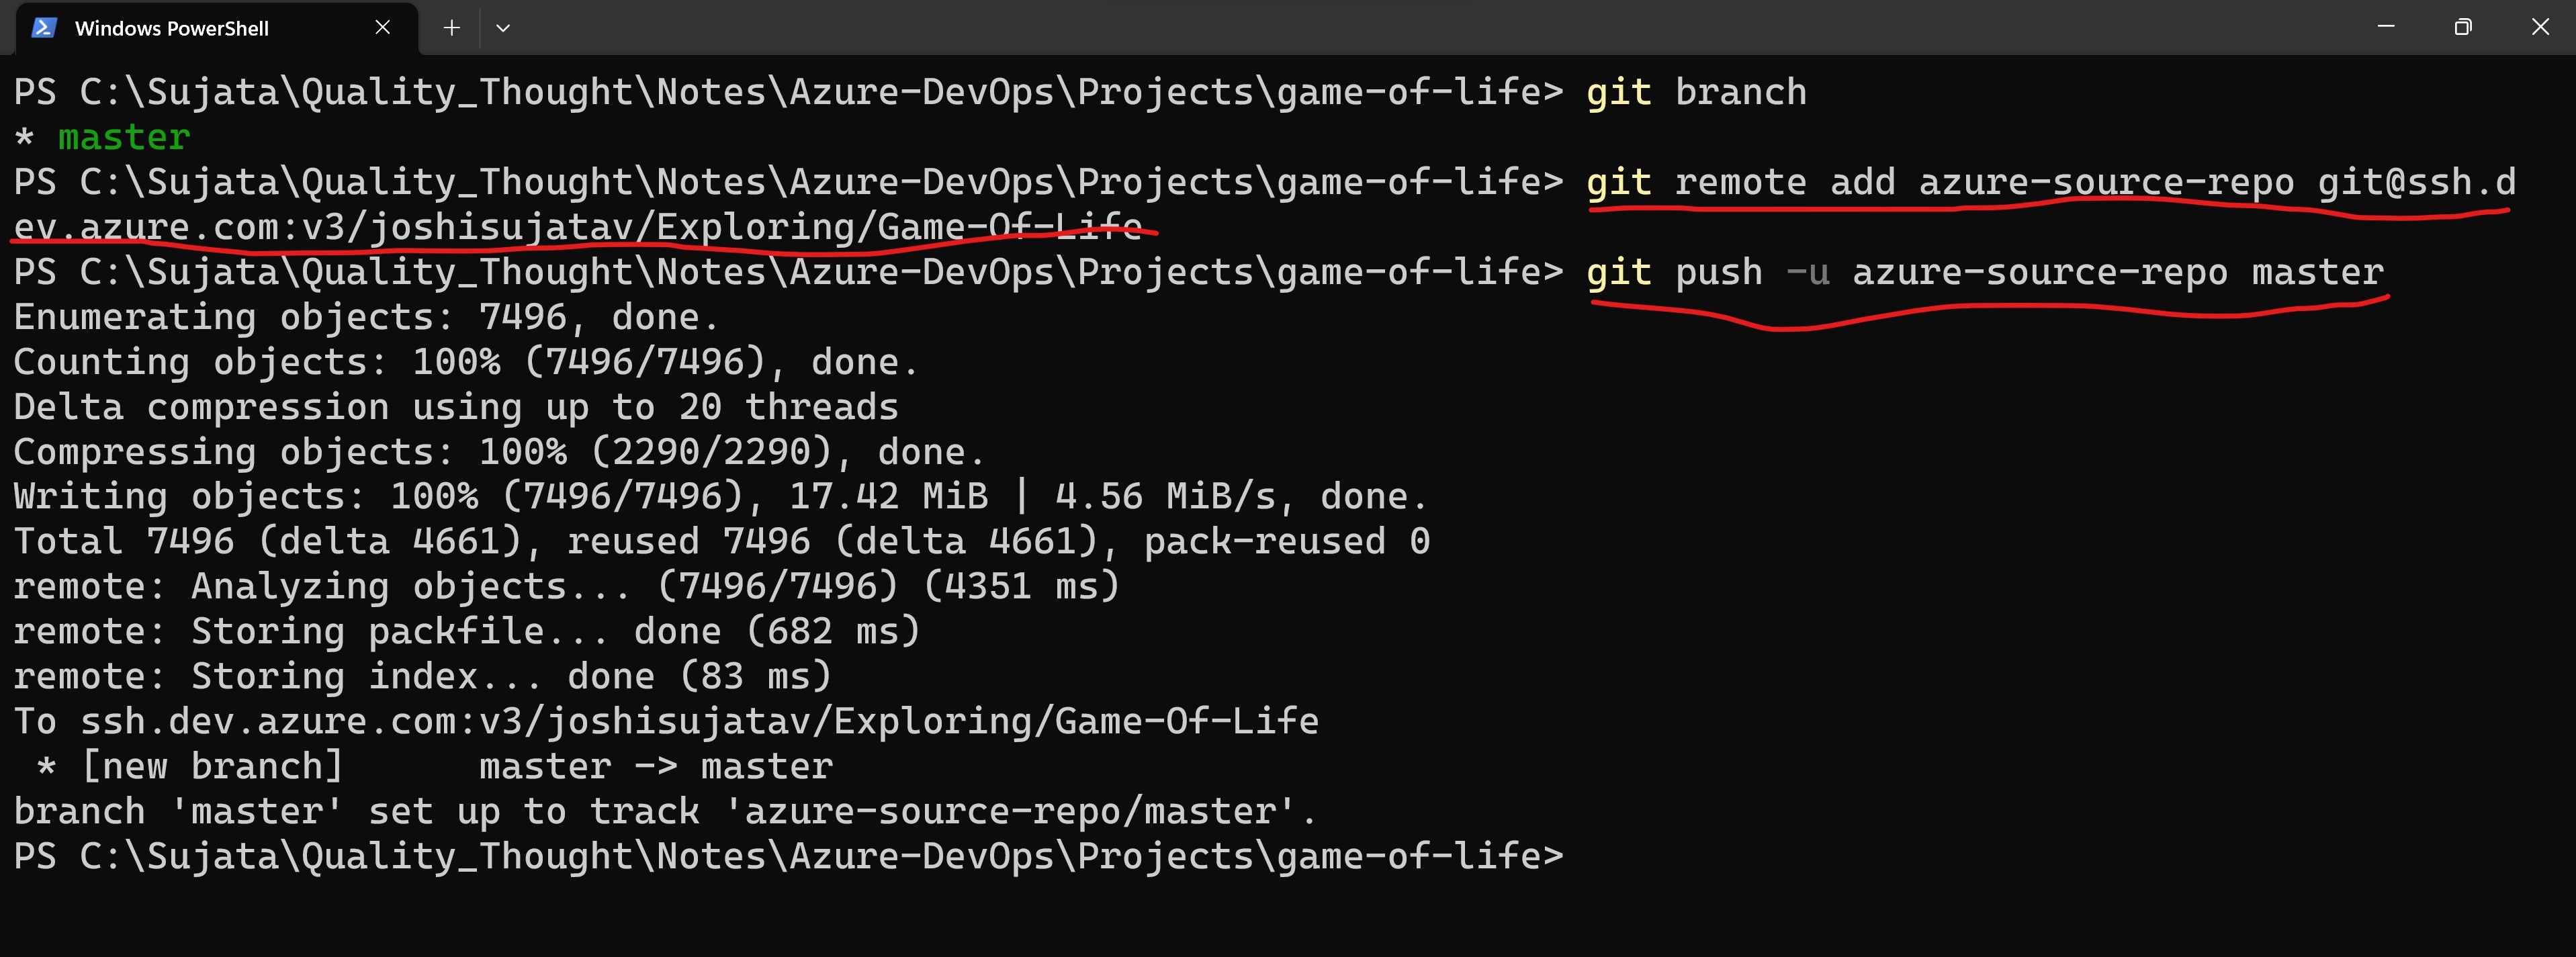 Windows PowerShell
PS C:\Sujata\Quality_Thought\Notes\Azure-DevOps\Projects\game-of-life> git branch
* master
PS C:\Sujata\Quality_Thought\Notes\Azure-DevOps\Projects\game-of-life> git remote add azure-source-repo git@ssh.d
ev.azure.com:v3/joshisujatav/Exploring/Game-Of-Life
PS C:\Sujata\Quality_Thought\Notes\Azure-DevOps\Projects\game-of-life> git push -u azure-source-repo master
Enumerating objects: 7496, done.
Counting objects: 100% (7496/7496), done.
Delta compression using up to 20 threads
Compressing objects: 100% (2290/2290), done.
Writing objects: 100% (7496/7496), 17.42 MiB | 4.56 MiB/s, done.
Total 7496 (delta 4661), reused 7496 (delta 4661), pack-reused 0
remote: Analyzing objects... (7496/7496) (4351 ms)
remote: Storing packfile... done (682 ms)
remote: Storing index... done (83 ms)
To ssh.dev.azure.com:v3/joshisujatav/Exploring/Game-Of-Life
 * [new branch]      master -> master
branch 'master' set up to track 'azure-source-repo/master'.
PS C:\Sujata\Quality_Thought\Notes\Azure-DevOps\Projects\game-of-life>